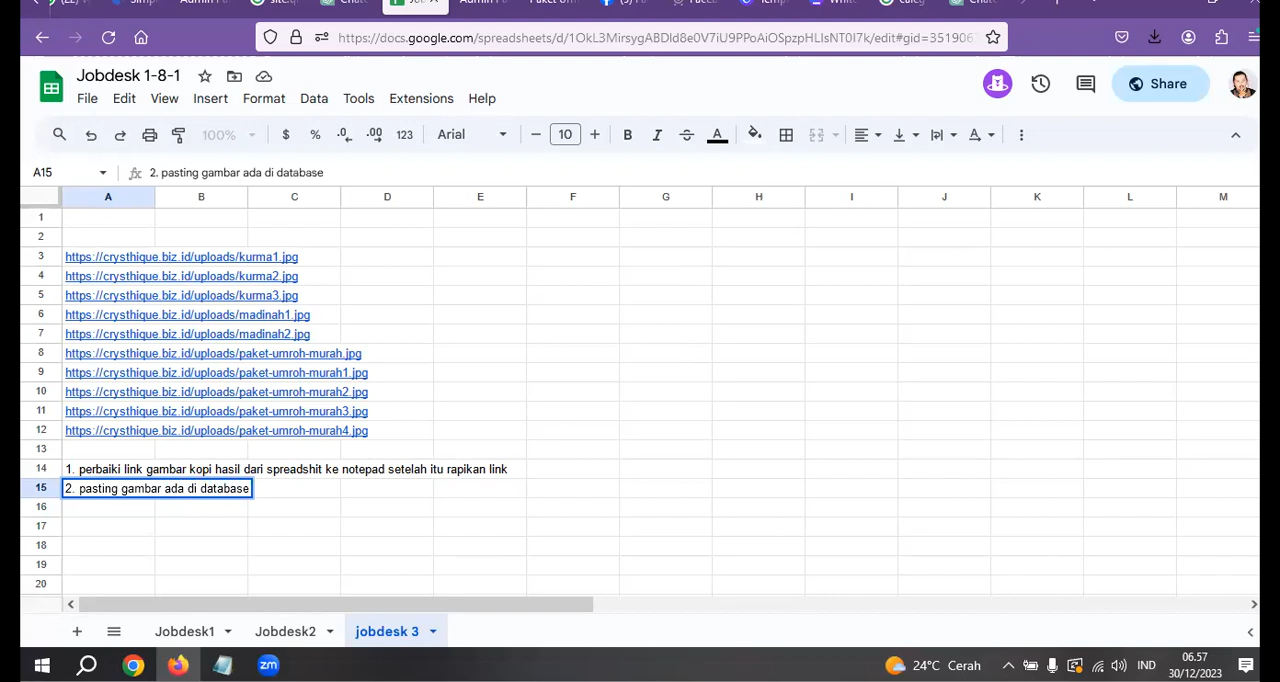 https://docs.google.com/spreadsheets/d/1OkL3MirsygABDId8e0V7iU9PPoAiOSpzpHLIsNT0I7k/edit#gid=351906
Jobdesk 1-8-1
File Edit View Insert Format Data Tools Extensions Help
Share
100% $ % .0 .00 123 Arial 10 B I A
A15 fx 2. pasting gambar ada di database
A B C D E F G H I J K L M
1
2
3 https://crysthique.biz.id/uploads/kurma1.jpg
4 https://crysthique.biz.id/uploads/kurma2.jpg
5 https://crysthique.biz.id/uploads/kurma3.jpg
6 https://crysthique.biz.id/uploads/madinah1.jpg
7 https://crysthique.biz.id/uploads/madinah2.jpg
8 https://crysthique.biz.id/uploads/paket-umroh-murah.jpg
9 https://crysthique.biz.id/uploads/paket-umroh-murah1.jpg
10 https://crysthique.biz.id/uploads/paket-umroh-murah2.jpg
11 https://crysthique.biz.id/uploads/paket-umroh-murah3.jpg
12 https://crysthique.biz.id/uploads/paket-umroh-murah4.jpg
13
14 1. perbaiki link gambar kopi hasil dari spreadshit ke notepad setelah itu rapikan link
15 2. pasting gambar ada di database
16
17
18
19
20
Jobdesk1 Jobdesk2 jobdesk 3
zm 24°C Cerah IND 06.57
30/12/2023